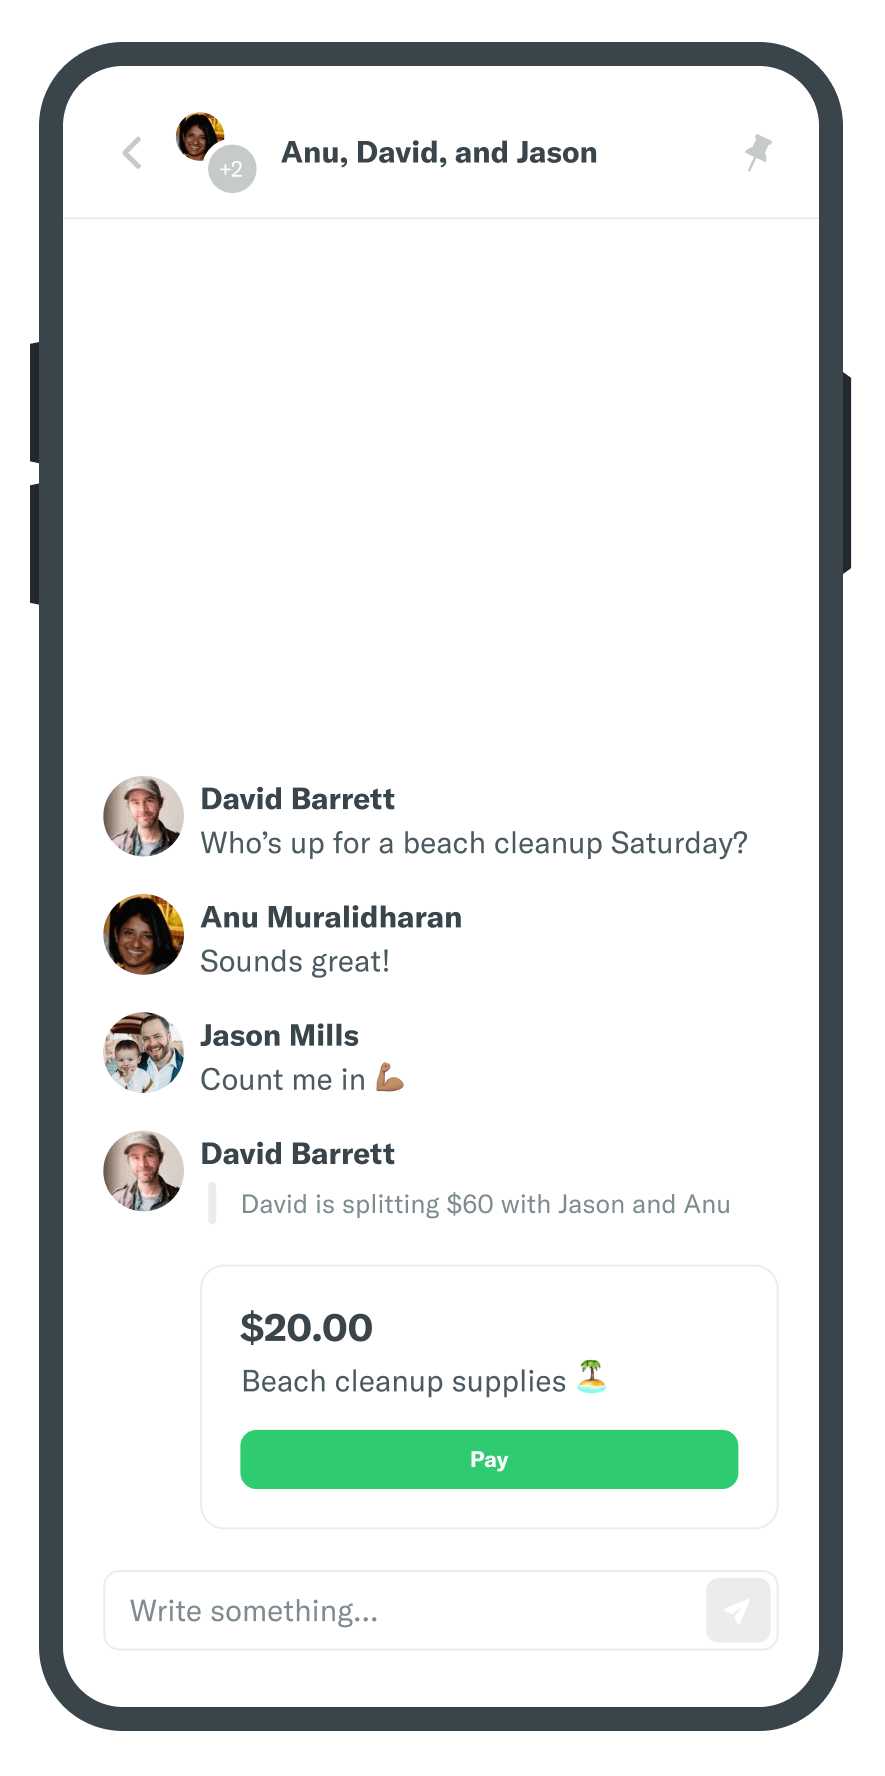 +2
Anu, David, and Jason
David Barrett
Who’s up for a beach cleanup Saturday?
Anu Muralidharan
Sounds great!
Jason Mills
Count me in 💪🏽
David Barrett
David is splitting $60 with Jason and Anu
$20.00
Beach cleanup supplies 🏝️
Pay
Write something...